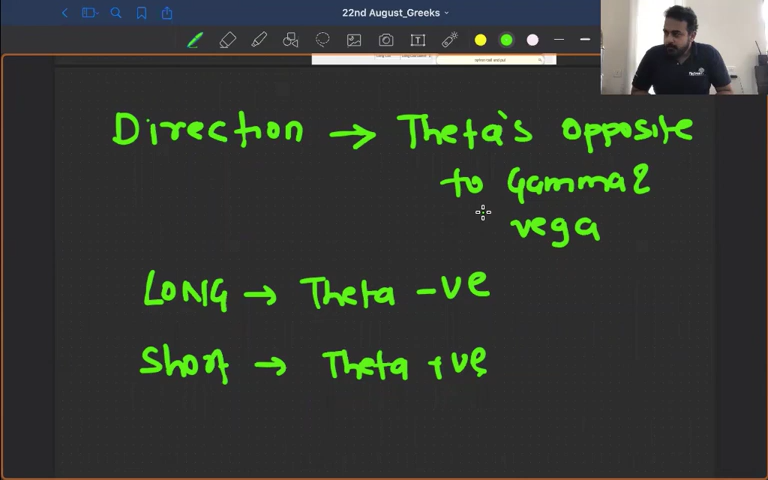 22nd August_Greeks
Direction → Theta's opposite
to Gamma &
vega
LONG → Theta -ve
Short → Theta +ve